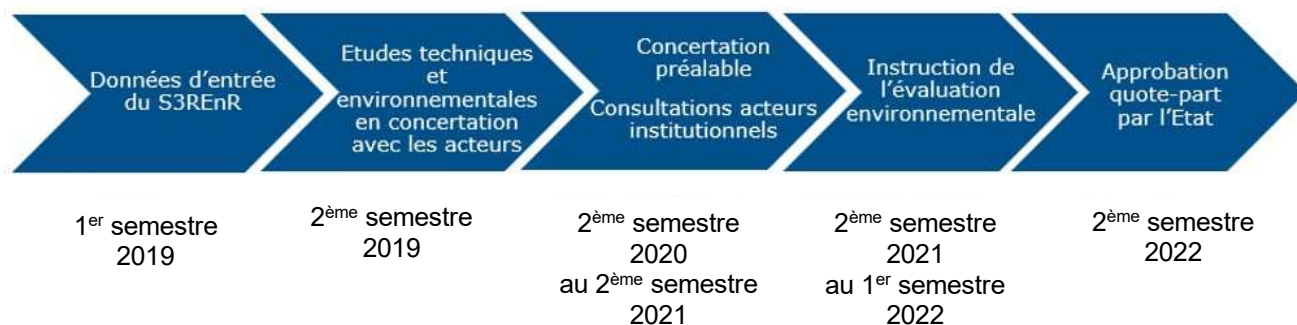 Données d'entrée
du S3REnR
Etudes techniques
et
environnementales
en concertation
avec les acteurs
Concertation
préalable
Consultations acteurs
institutionnels
Instruction de
l'évaluation
environnementale
Approbation
quote-part
par l'Etat
1er semestre
2019
2ème semestre
2019
2ème semestre
2020
au 2ème semestre
2021
2ème semestre
2021
au 1er semestre
2022
2ème semestre
2022